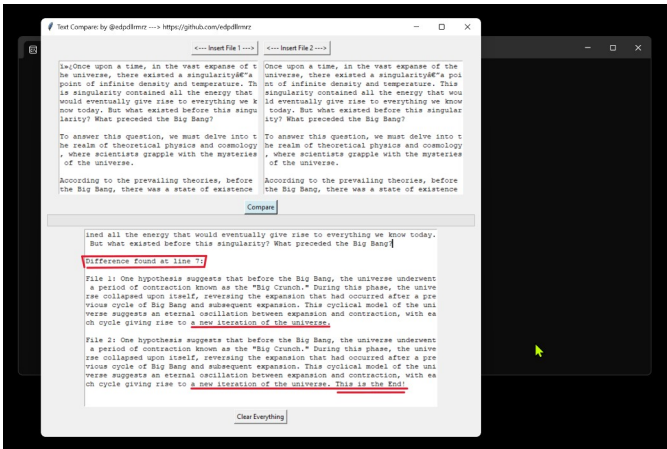 Text Compare: by @edpdllrmrz ---> https://github.com/edpdllrmrz
<--- Insert File 1 --->
<--- Insert File 2 --->
ï»¿Once upon a time, in the vast expanse of t
he universe, there existed a singularityâ€"a
point of infinite density and temperature. Th
is singularity contained all the energy that
would eventually give rise to everything we k
now today. But what existed before this singu
larity? What preceded the Big Bang?
To answer this question, we must delve into t
he realm of theoretical physics and cosmology
, where scientists grapple with the mysteries
of the universe.
According to the prevailing theories, before
the Big Bang, there was a state of existence
Once upon a time, in the vast expanse of the
universe, there existed a singularityâ€"a poi
nt of infinite density and temperature. This
singularity contained all the energy that wou
ld eventually give rise to everything we know
today. But what existed before this singular
ity? What preceded the Big Bang?
To answer this question, we must delve into t
he realm of theoretical physics and cosmology
, where scientists grapple with the mysteries
of the universe.
According to the prevailing theories, before
the Big Bang, there was a state of existence
Compare
ined all the energy that would eventually give rise to everything we know today.
But what existed before this singularity? What preceded the Big Bang?
Difference found at line 7:
File 1: One hypothesis suggests that before the Big Bang, the universe underwent
a period of contraction known as the "Big Crunch." During this phase, the unive
rse collapsed upon itself, reversing the expansion that had occurred after a pre
vious cycle of Big Bang and subsequent expansion. This cyclical model of the uni
verse suggests an eternal oscillation between expansion and contraction, with ea
ch cycle giving rise to a new iteration of the universe.
File 2: One hypothesis suggests that before the Big Bang, the universe underwent
a period of contraction known as the "Big Crunch." During this phase, the unive
rse collapsed upon itself, reversing the expansion that had occurred after a pre
vious cycle of Big Bang and subsequent expansion. This cyclical model of the uni
verse suggests an eternal oscillation between expansion and contraction, with ea
ch cycle giving rise to a new iteration of the universe. This is the End!
Clear Everything